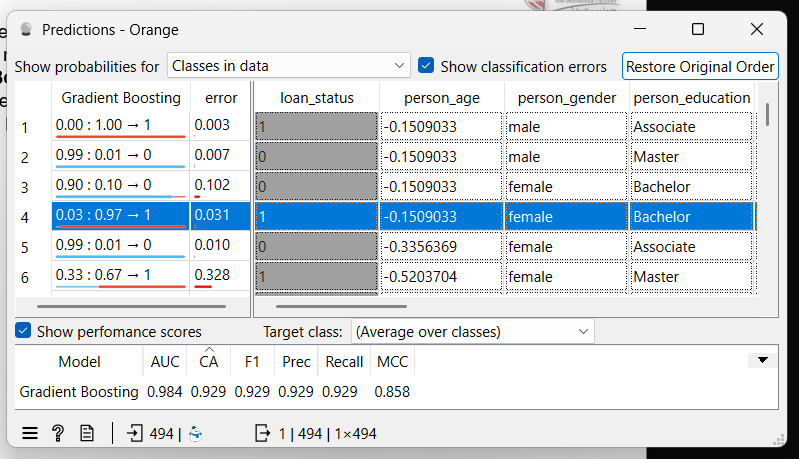 Predictions - Orange
Show probabilities for Classes in data Show classification errors Restore Original Order
Gradient Boosting error loan_status person_age person_gender person_education
1 0.00 : 1.00 → 1 0.003 1 -0.1509033 male Associate
2 0.99 : 0.01 → 0 0.007 0 -0.1509033 male Master
3 0.90 : 0.10 → 0 0.102 0 -0.1509033 female Bachelor
4 0.03 : 0.97 → 1 0.031 1 -0.1509033 female Bachelor
5 0.99 : 0.01 → 0 0.010 0 -0.3356369 female Associate
6 0.33 : 0.67 → 1 0.328 1 -0.5203704 female Master
Show perfomance scores Target class: (Average over classes)
Model AUC CA F1 Prec Recall MCC
Gradient Boosting 0.984 0.929 0.929 0.929 0.929 0.858
494 | 1 | 494 | 1×494